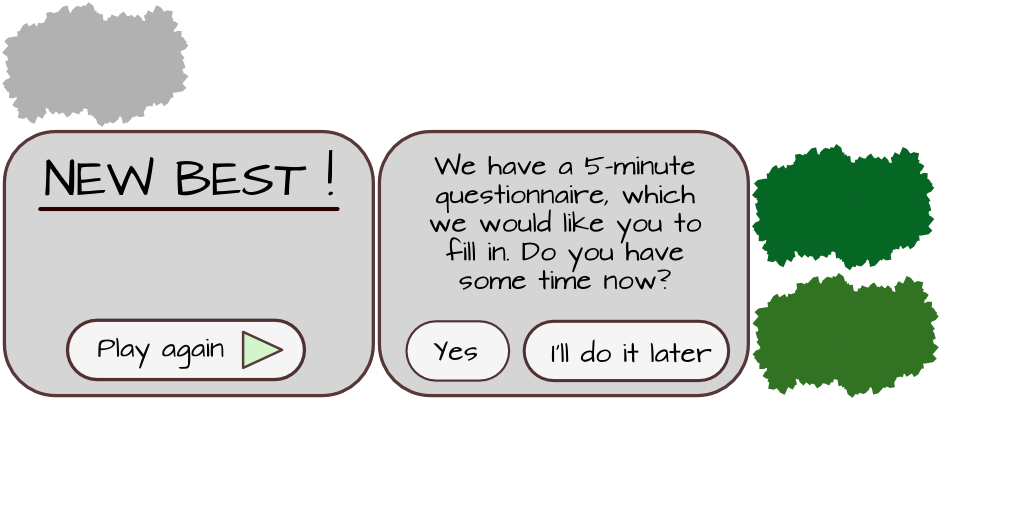 NEW BEST !
Play again
We have a 5-minute
questionnaire, which
we would like you to
fill in. Do you have
some time now?
Yes
I'll do it later